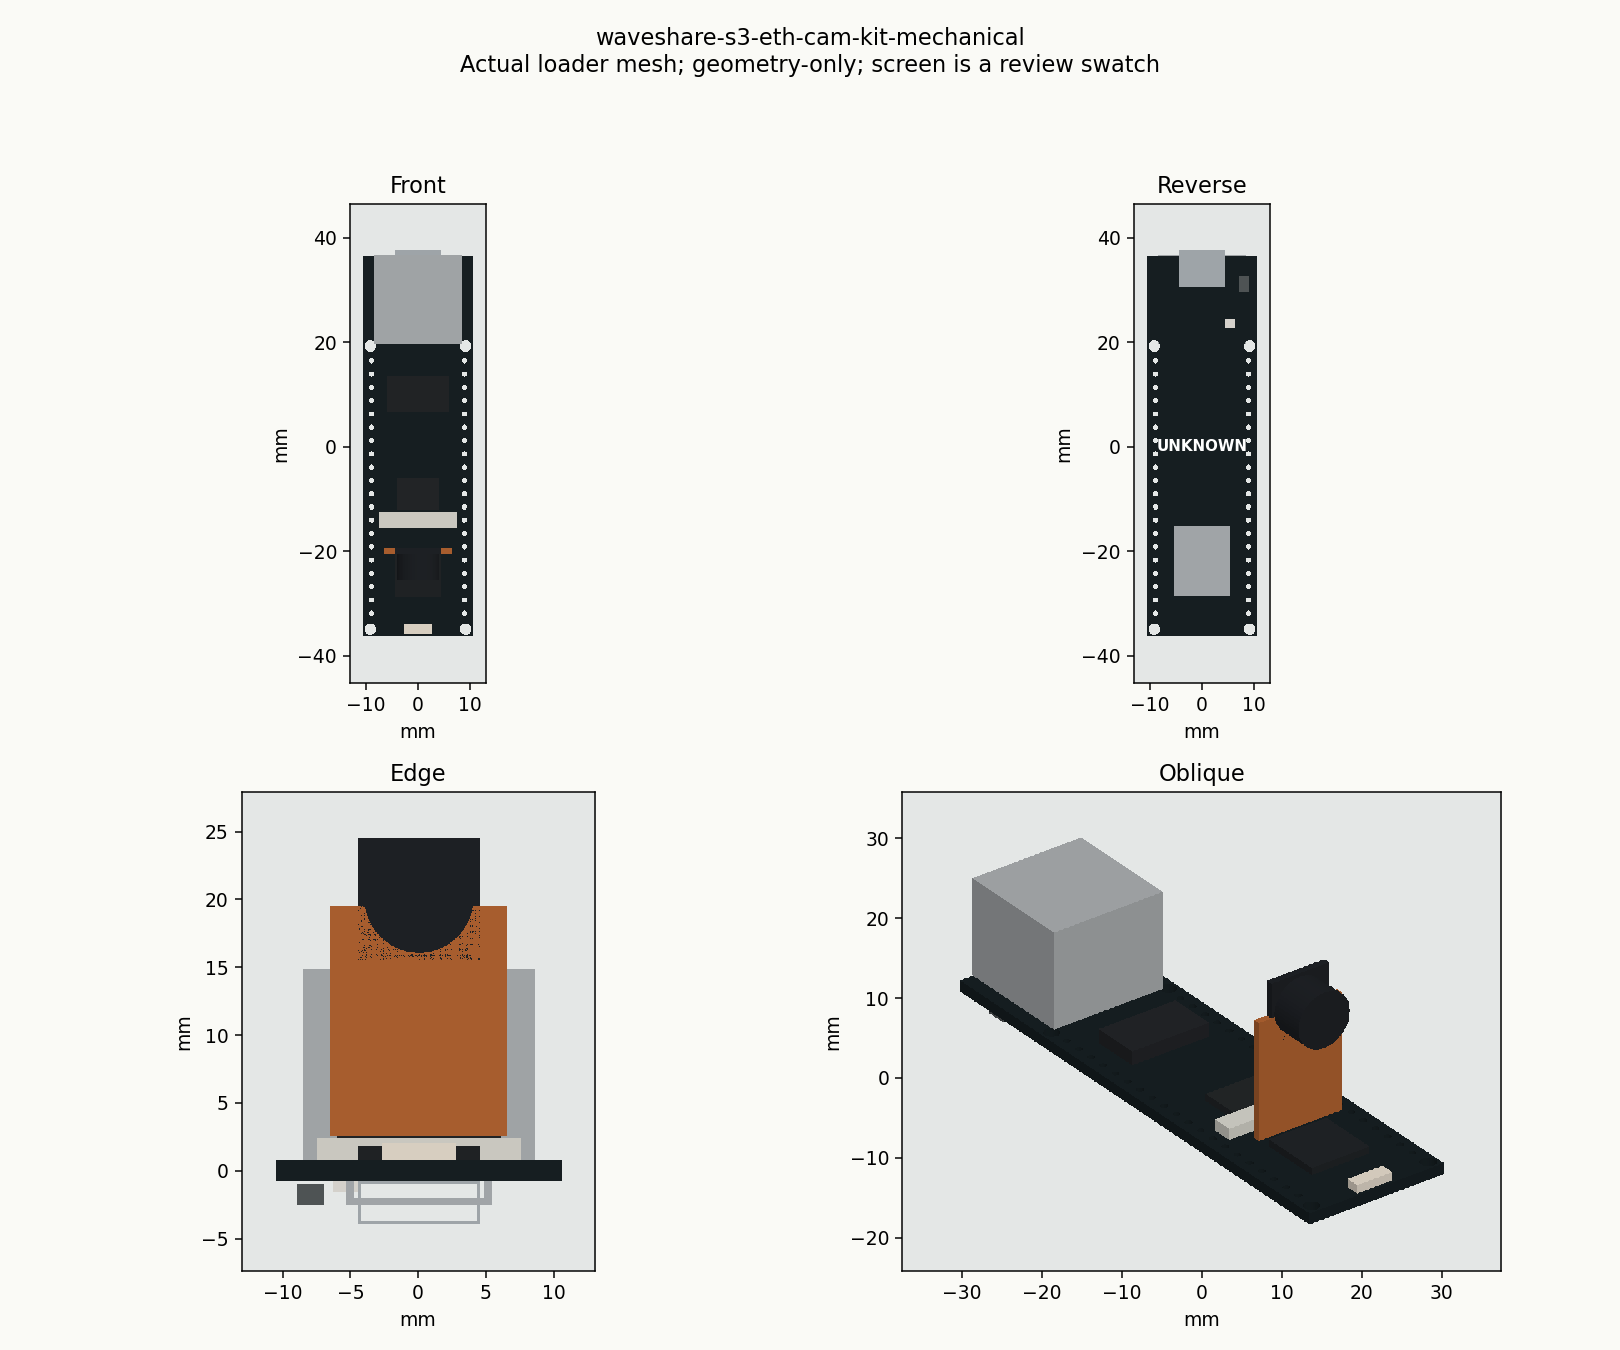 waveshare-s3-eth-cam-kit-mechanical
Actual loader mesh; geometry-only; screen is a review swatch
Front
40
20
0
−20
−40
mm
−10 0 10
mm
Reverse
40
20
0
−20
−40
mm
UNKNOWN
−10 0 10
mm
Edge
25
20
15
10
5
0
−5
mm
−10 −5 0 5 10
mm
Oblique
30
20
10
0
−10
−20
mm
−30 −20 −10 0 10 20 30
mm